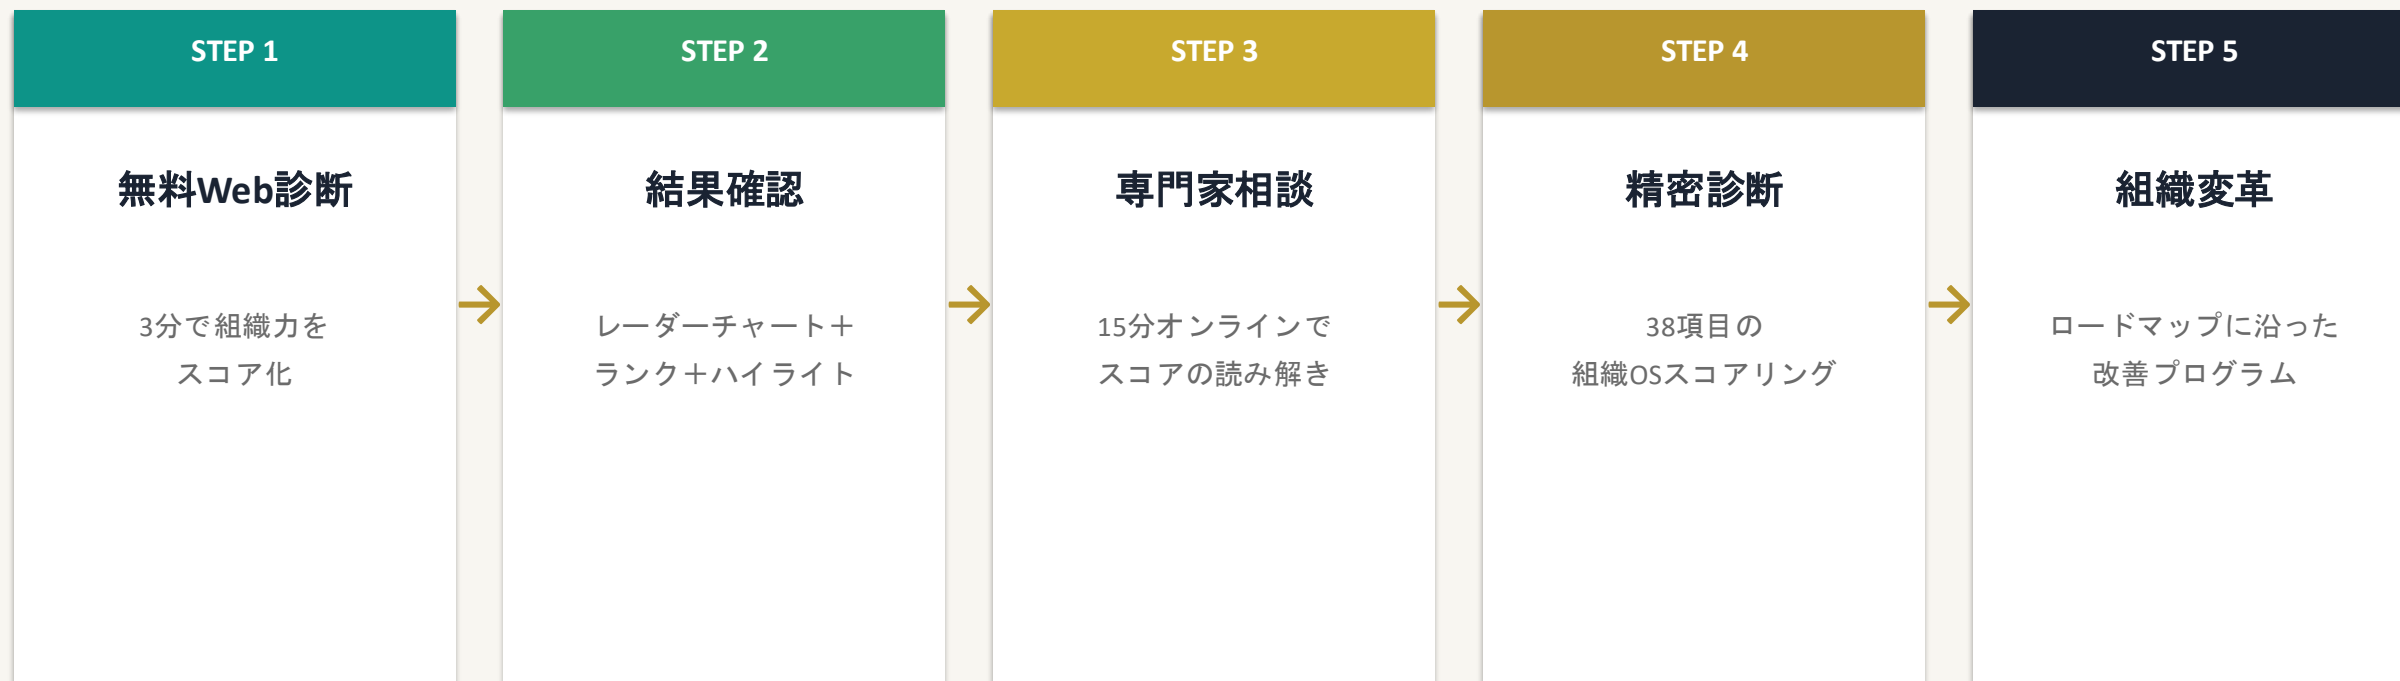 STEP 1
無料Web診断
3分で組織力を
スコア化
STEP 2
結果確認
レーダーチャート＋
ランク＋ハイライト
STEP 3
専門家相談
15分オンラインで
スコアの読み解き
STEP 4
精密診断
38項目の
組織OSスコアリング
STEP 5
組織変革
ロードマップに沿った
改善プログラム